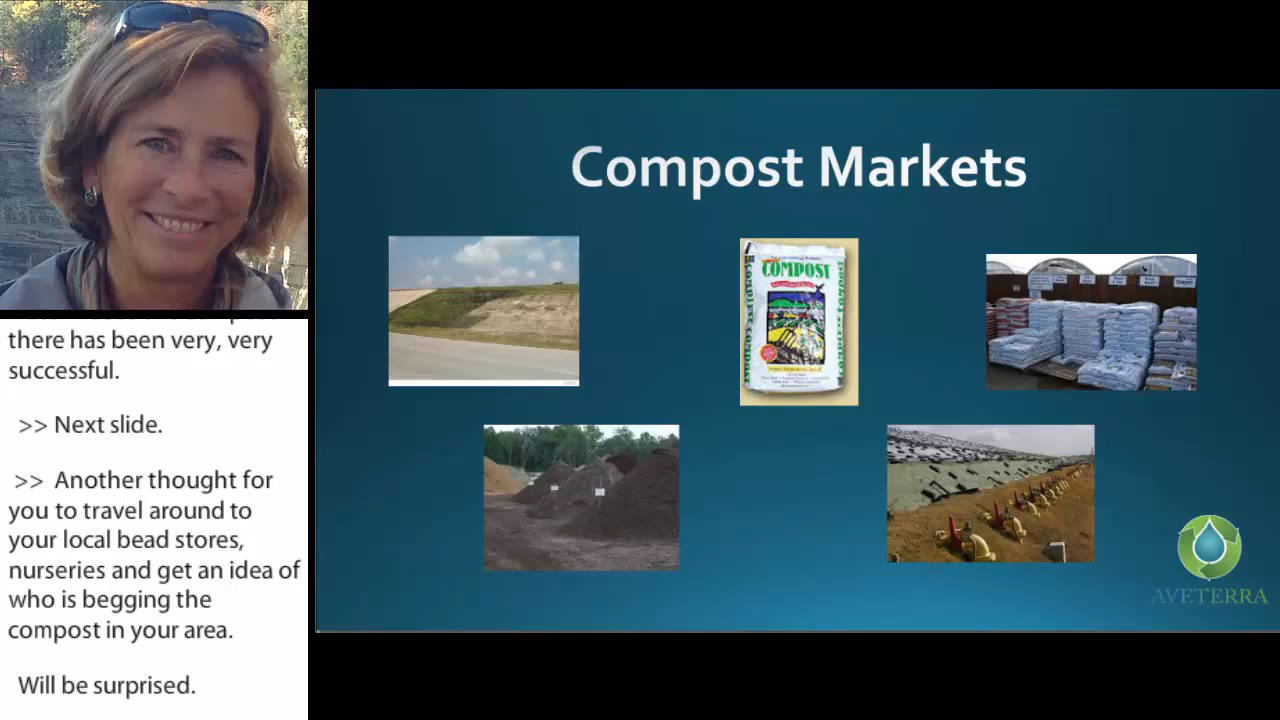 there has been very, very
successful.
>> Next slide.
>> Another thought for
you to travel around to
your local bead stores,
nurseries and get an idea of
who is begging the
compost in your area.
Will be surprised.
Compost Markets
COMPOST
AVETERRA